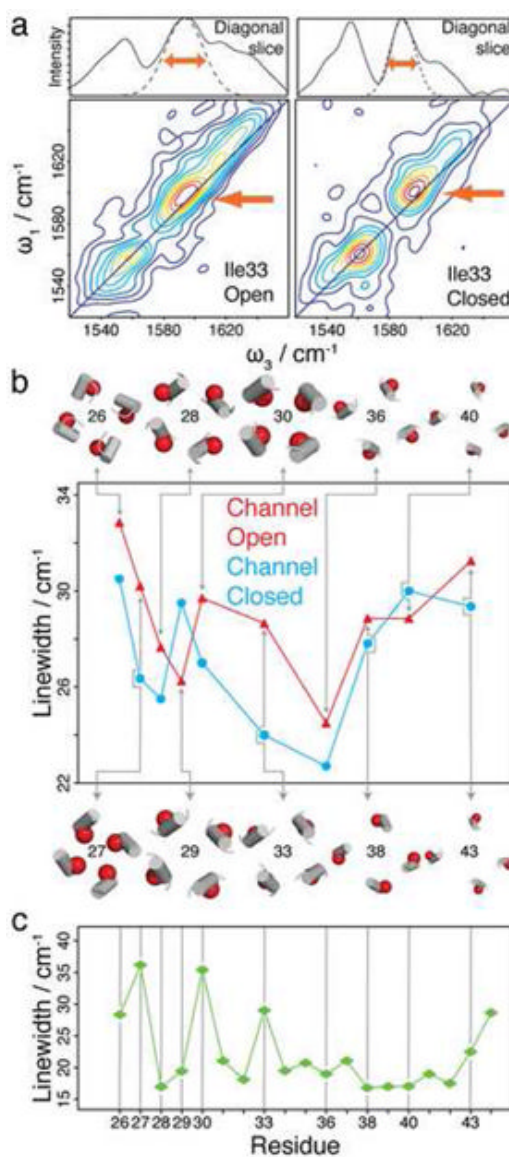 a
Diagonal slice
Diagonal slice
Intensity
ω1 / cm-1
1620
1580
1540
Ile33 Open
Ile33 Closed
1540 1580 1620 1540 1580 1620
ω3 / cm-1
b
26 28 30 36 40
34
30
26
22
Linewidth / cm-1
Channel Open
Channel Closed
27 29 33 38 43
c
40
35
30
25
20
15
Linewidth / cm-1
26 27 28 29 30 33 36 38 40 43
Residue